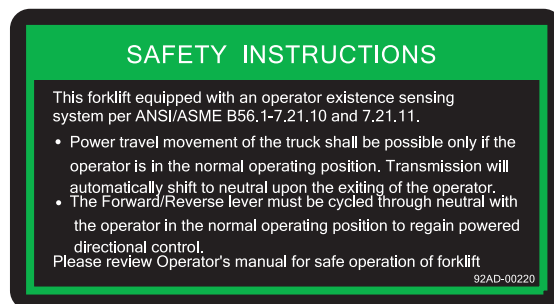 SAFETY INSTRUCTIONS
This forklift equipped with an operator existence sensing
system per ANSI/ASME B56.1-7.21.10 and 7.21.11.
• Power travel movement of the truck shall be possible only if the
operator is in the normal operating position. Transmission will
automatically shift to neutral upon the exiting of the operator.
• The Forward/Reverse lever must be cycled through neutral with
the operator in the normal operating position to regain powered
directional control.
Please review Operator's manual for safe operation of forklift
92AD-00220